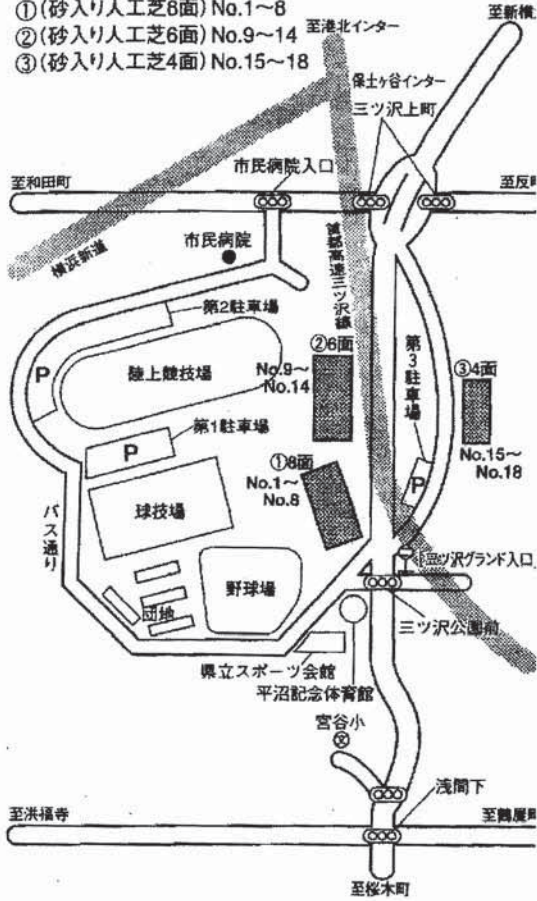 ①(砂入り人工芝8面)No.1~8
②(砂入り人工芝6面)No.9~14
③(砂入り人工芝4面)No.15~18
至港北インター
至新横
保土ヶ谷インター
三ツ沢上町
市民病院入口
至和田町
至反町
市民病院
横浜新道
首都高速三ツ沢線
第2駐車場
P
陸上競技場
②6面
No.9~
No.14
第3駐車場
③4面
No.15~
No.18
第1駐車場
P
①8面
No.1~
No.8
P
バス通り
球技場
野球場
団地
三ツ沢グランド入口
三ツ沢公園前
県立スポーツ会館
平沼記念体育館
宮谷小
文
浅間下
至洪福寺
至鶴屋町
至桜木町